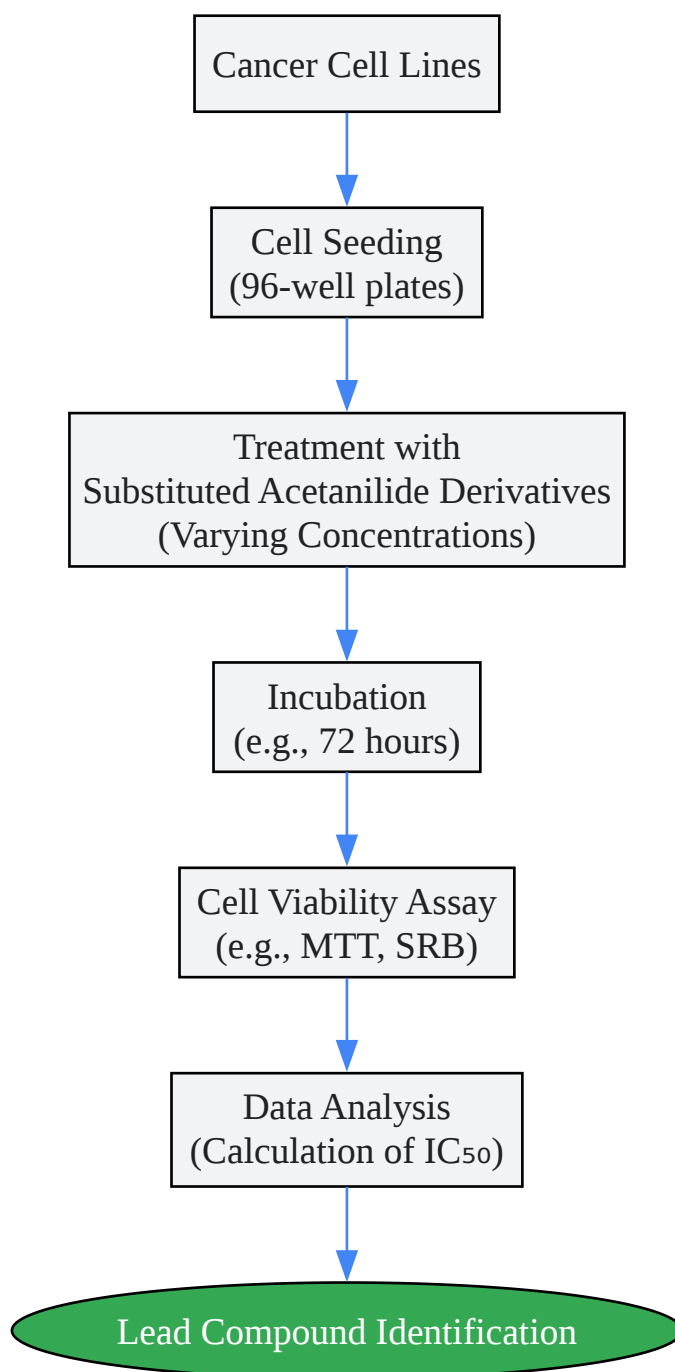 Cancer Cell Lines
Cell Seeding
(96-well plates)
Treatment with
Substituted Acetanilide Derivatives
(Varying Concentrations)
Incubation
(e.g., 72 hours)
Cell Viability Assay
(e.g., MTT, SRB)
Data Analysis
(Calculation of IC₅₀)
Lead Compound Identification